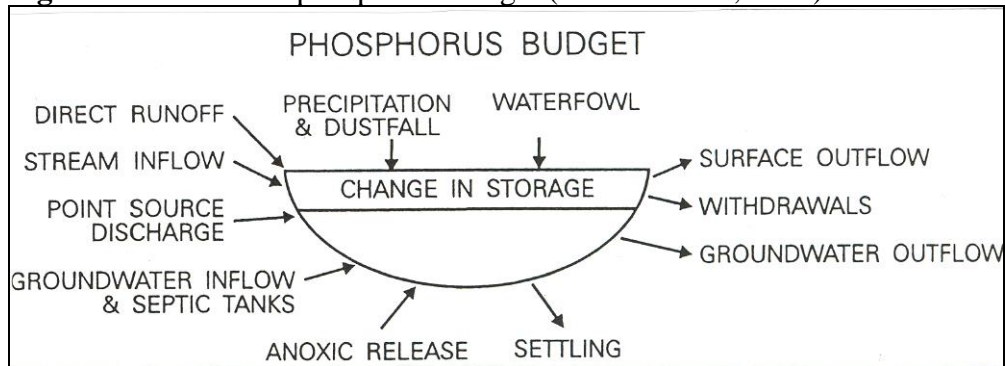 PHOSPHORUS BUDGET
DIRECT RUNOFF
PRECIPITATION
& DUSTFALL
WATERFOWL
STREAM INFLOW
SURFACE OUTFLOW
CHANGE IN STORAGE
POINT SOURCE
DISCHARGE
WITHDRAWALS
GROUNDWATER OUTFLOW
GROUNDWATER INFLOW
& SEPTIC TANKS
ANOXIC RELEASE
SETTLING